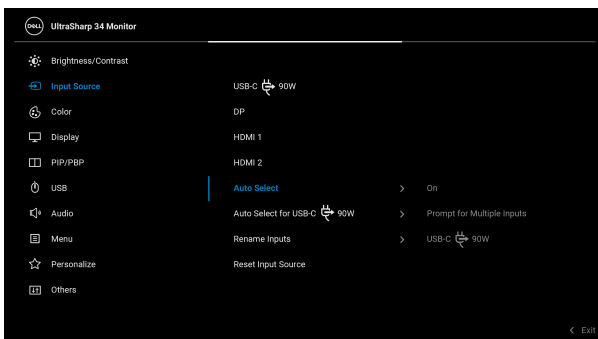 DELL UltraSharp 34 Monitor
Brightness/Contrast
Input Source
USB-C 90W
Color
DP
Display
HDMI 1
PIP/PBP
HDMI 2
USB
Auto Select > On
Audio
Auto Select for USB-C 90W > Prompt for Multiple Inputs
Menu
Rename Inputs > USB-C 90W
Personalize
Reset Input Source
Others
< Exit